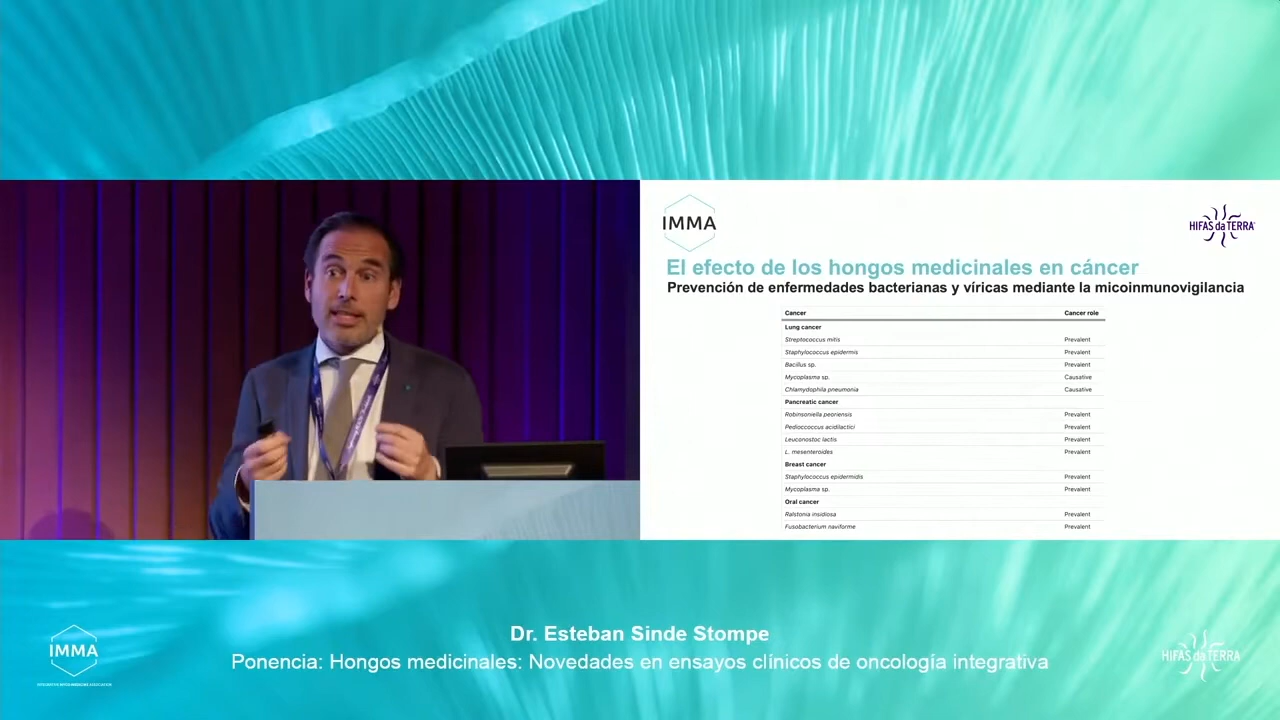 IMMA
HIFAS da TERRA
El efecto de los hongos medicinales en cáncer
Prevención de enfermedades bacterianas y víricas mediante la micoinmunovigilancia
Cancer Cancer role
Lung cancer
Streptococcus mitis Prevalent
Staphylococcus epidermis Prevalent
Bacillus sp. Prevalent
Mycoplasma sp. Causative
Chlamydophila pneumonia Causative
Pancreatic cancer
Robinsoniella peoriensis Prevalent
Pediococcus acidilactici Prevalent
Leuconostoc lactis Prevalent
L. mesenteroides Prevalent
Breast cancer
Staphylococcus epidermidis Prevalent
Mycoplasma sp. Prevalent
Oral cancer
Ralstonia insidiosa Prevalent
Fusobacterium naviforme Prevalent
Dr. Esteban Sinde Stompe
Ponencia: Hongos medicinales: Novedades en ensayos clínicos de oncología integrativa
IMMA
HIFAS da TERRA